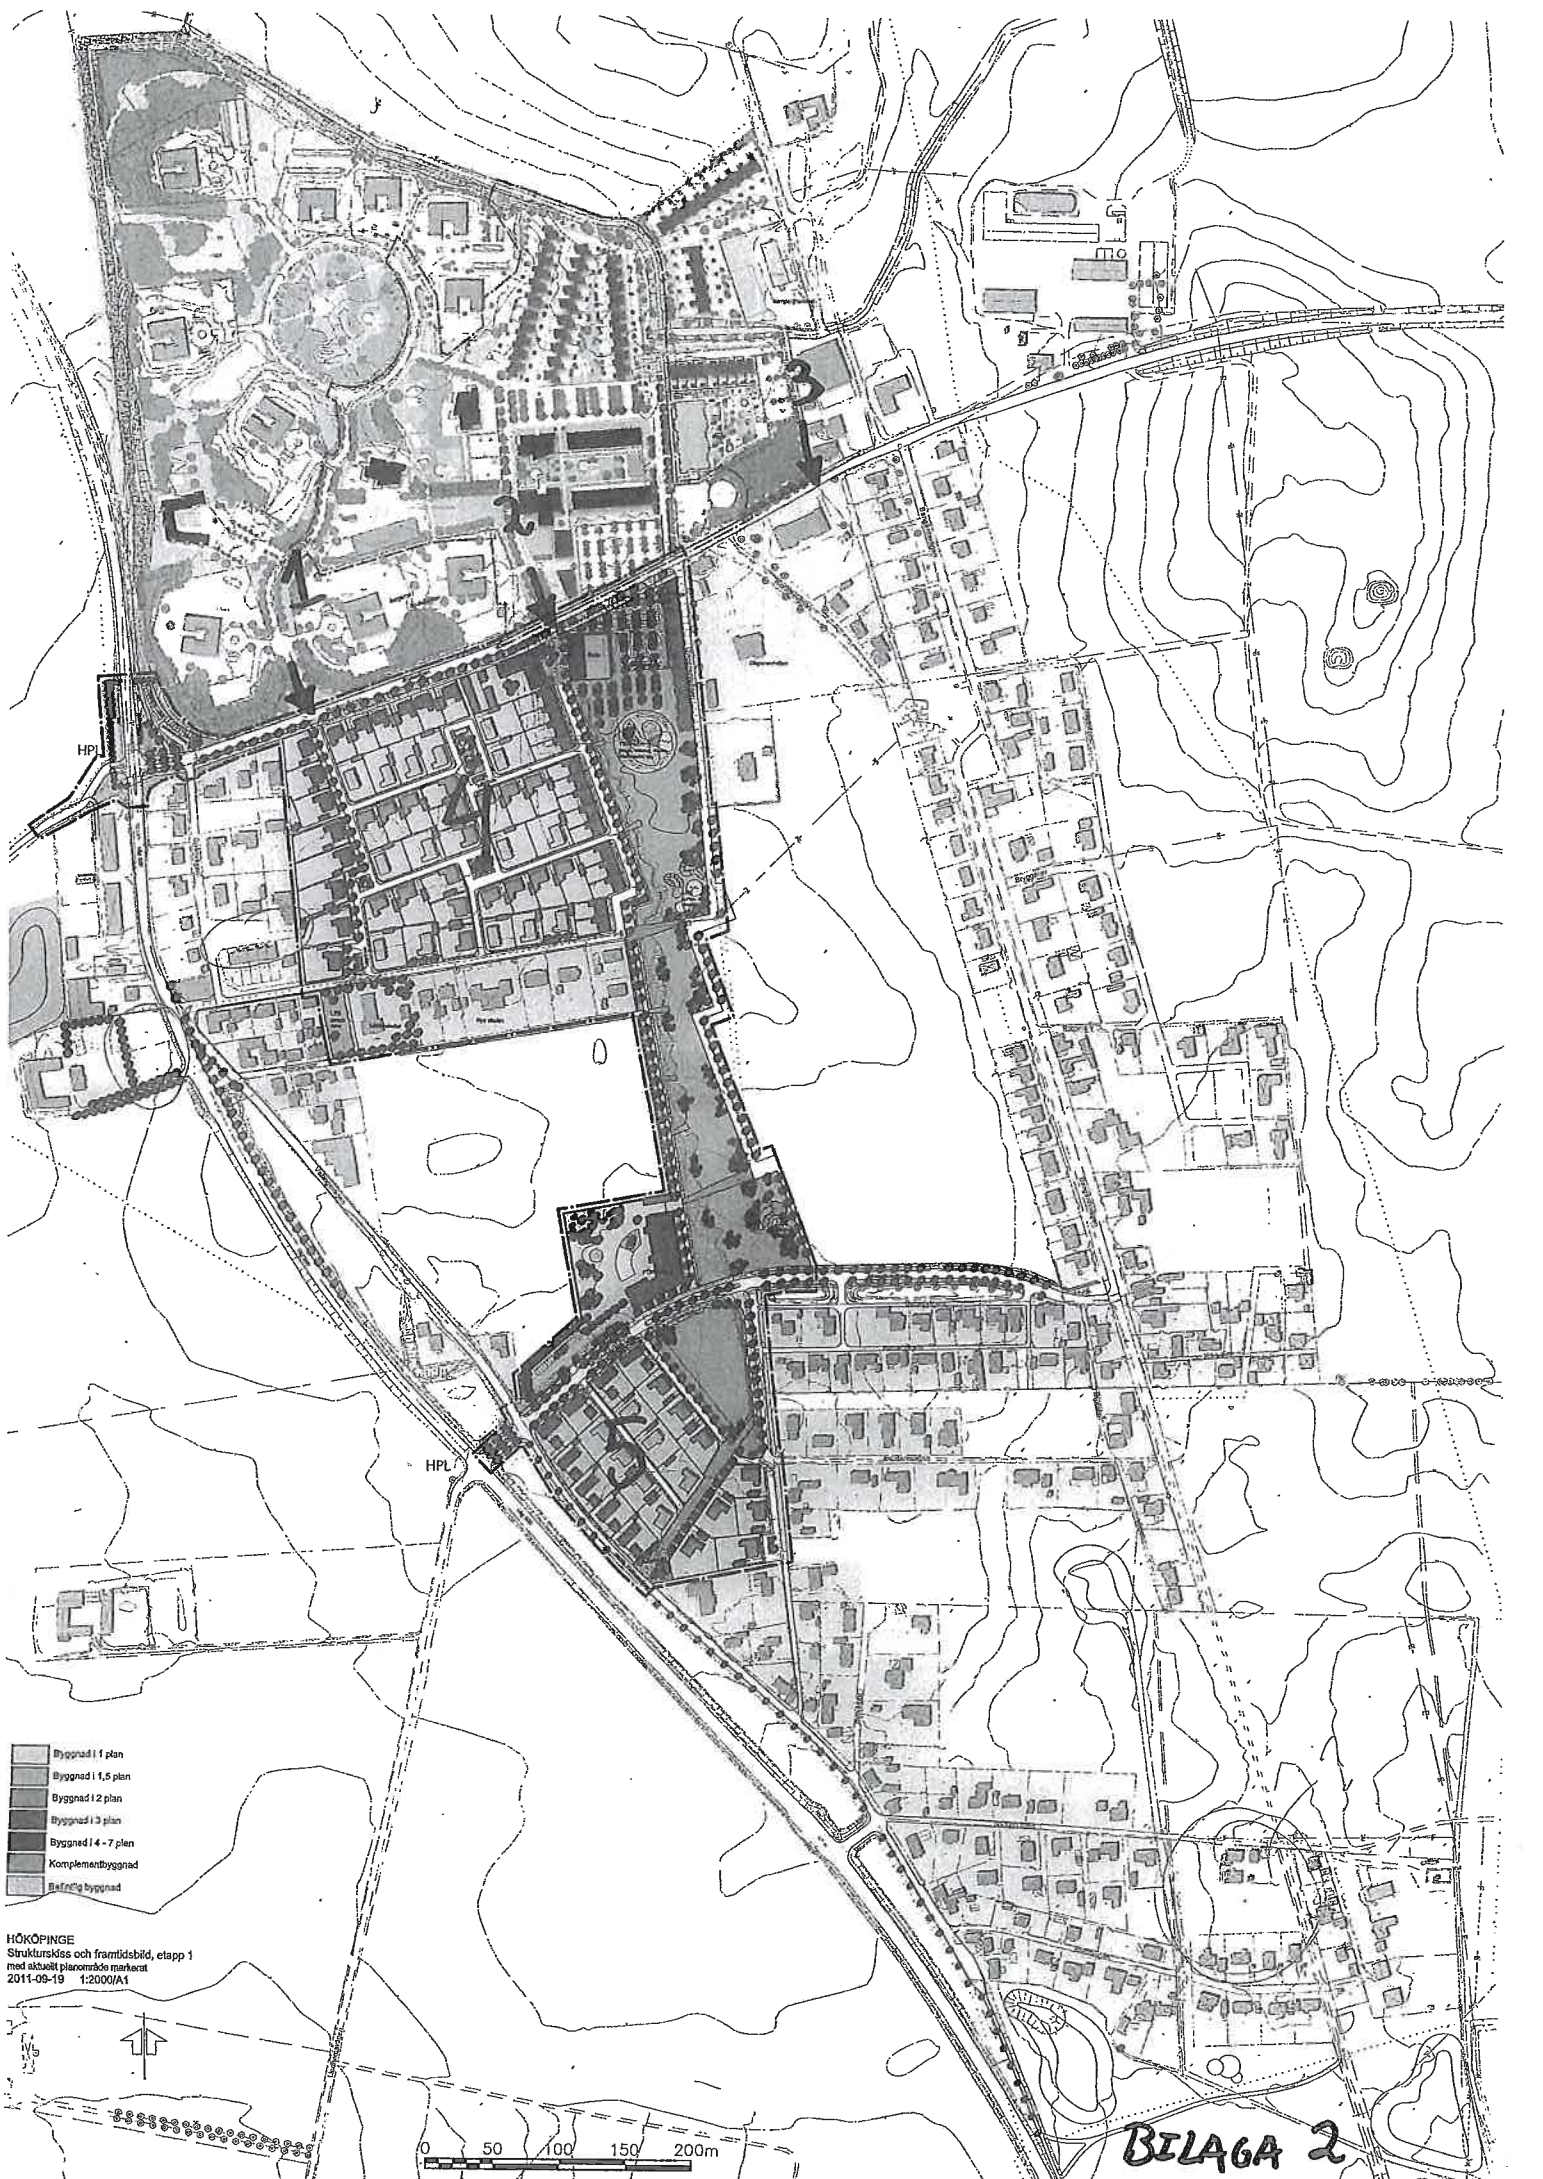 3
2
1
HPL
4
HPL
Byggnad i 1 plan
Byggnad i 1,5 plan
Byggnad i 2 plan
Byggnad i 3 plan
Byggnad i 4 - 7 plan
Komplementbyggnad
Befintlig byggnad
HÖKÖPINGE
Strukturskiss och framtidsbild, etapp 1
med aktuellt planområde markerat
2011-09-19 1:2000/A1
0 50 100 150 200m
BILAGA 2